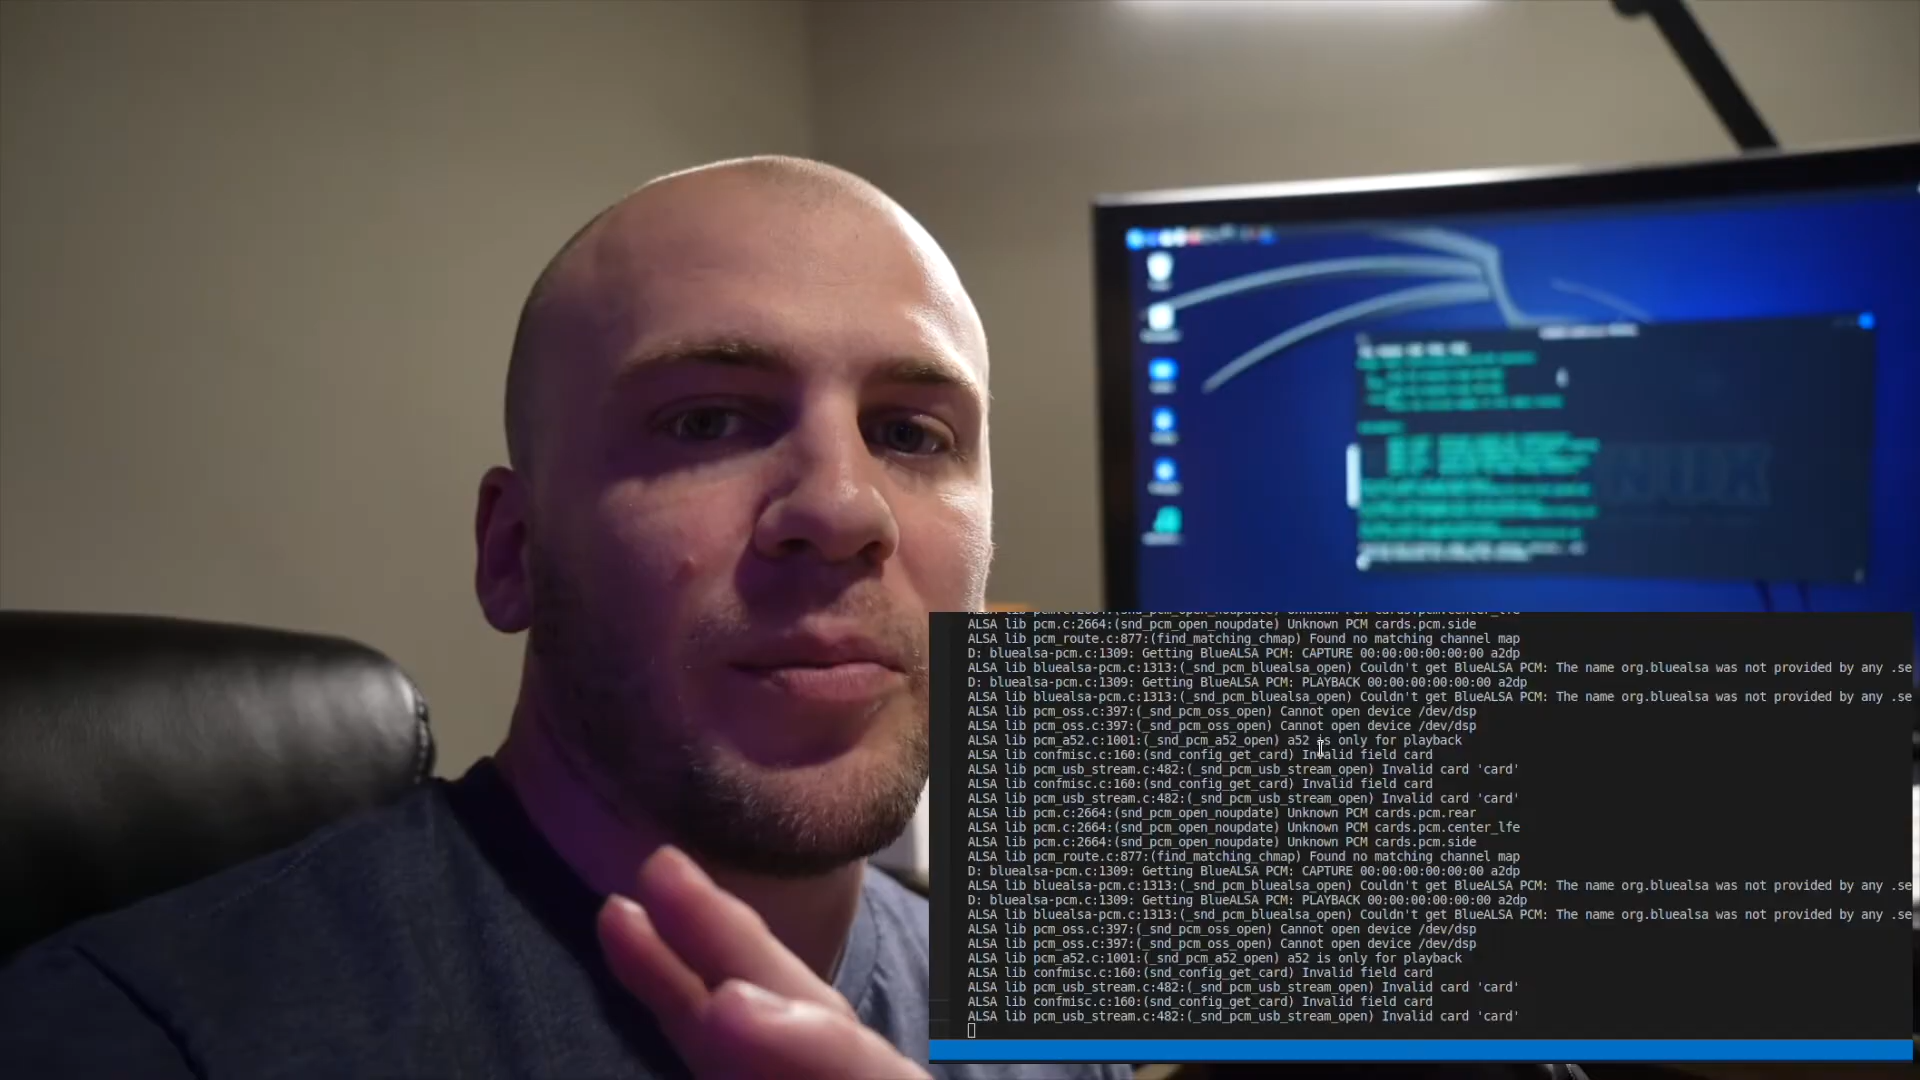 NUX
ALSA lib pcm.c:2664:(snd_pcm_open_noupdate) Unknown PCM cards.pcm.center_lfe
ALSA lib pcm.c:2664:(snd_pcm_open_noupdate) Unknown PCM cards.pcm.side
ALSA lib pcm_route.c:877:(find_matching_chmap) Found no matching channel map
D: bluealsa-pcm.c:1309: Getting BlueALSA PCM: CAPTURE 00:00:00:00:00:00 a2dp
ALSA lib bluealsa-pcm.c:1313:(_snd_pcm_bluealsa_open) Couldn't get BlueALSA PCM: The name org.bluealsa was not provided by any .se
D: bluealsa-pcm.c:1309: Getting BlueALSA PCM: PLAYBACK 00:00:00:00:00:00 a2dp
ALSA lib bluealsa-pcm.c:1313:(_snd_pcm_bluealsa_open) Couldn't get BlueALSA PCM: The name org.bluealsa was not provided by any .se
ALSA lib pcm_oss.c:397:(_snd_pcm_oss_open) Cannot open device /dev/dsp
ALSA lib pcm_oss.c:397:(_snd_pcm_oss_open) Cannot open device /dev/dsp
ALSA lib pcm_a52.c:1001:(_snd_pcm_a52_open) a52 is only for playback
ALSA lib confmisc.c:160:(snd_config_get_card) Invalid field card
ALSA lib pcm_usb_stream.c:482:(_snd_pcm_usb_stream_open) Invalid card 'card'
ALSA lib confmisc.c:160:(snd_config_get_card) Invalid field card
ALSA lib pcm_usb_stream.c:482:(_snd_pcm_usb_stream_open) Invalid card 'card'
ALSA lib pcm.c:2664:(snd_pcm_open_noupdate) Unknown PCM cards.pcm.rear
ALSA lib pcm.c:2664:(snd_pcm_open_noupdate) Unknown PCM cards.pcm.center_lfe
ALSA lib pcm.c:2664:(snd_pcm_open_noupdate) Unknown PCM cards.pcm.side
ALSA lib pcm_route.c:877:(find_matching_chmap) Found no matching channel map
D: bluealsa-pcm.c:1309: Getting BlueALSA PCM: CAPTURE 00:00:00:00:00:00 a2dp
ALSA lib bluealsa-pcm.c:1313:(_snd_pcm_bluealsa_open) Couldn't get BlueALSA PCM: The name org.bluealsa was not provided by any .se
D: bluealsa-pcm.c:1309: Getting BlueALSA PCM: PLAYBACK 00:00:00:00:00:00 a2dp
ALSA lib bluealsa-pcm.c:1313:(_snd_pcm_bluealsa_open) Couldn't get BlueALSA PCM: The name org.bluealsa was not provided by any .se
ALSA lib pcm_oss.c:397:(_snd_pcm_oss_open) Cannot open device /dev/dsp
ALSA lib pcm_oss.c:397:(_snd_pcm_oss_open) Cannot open device /dev/dsp
ALSA lib pcm_a52.c:1001:(_snd_pcm_a52_open) a52 is only for playback
ALSA lib confmisc.c:160:(snd_config_get_card) Invalid field card
ALSA lib pcm_usb_stream.c:482:(_snd_pcm_usb_stream_open) Invalid card 'card'
ALSA lib confmisc.c:160:(snd_config_get_card) Invalid field card
ALSA lib pcm_usb_stream.c:482:(_snd_pcm_usb_stream_open) Invalid card 'card'